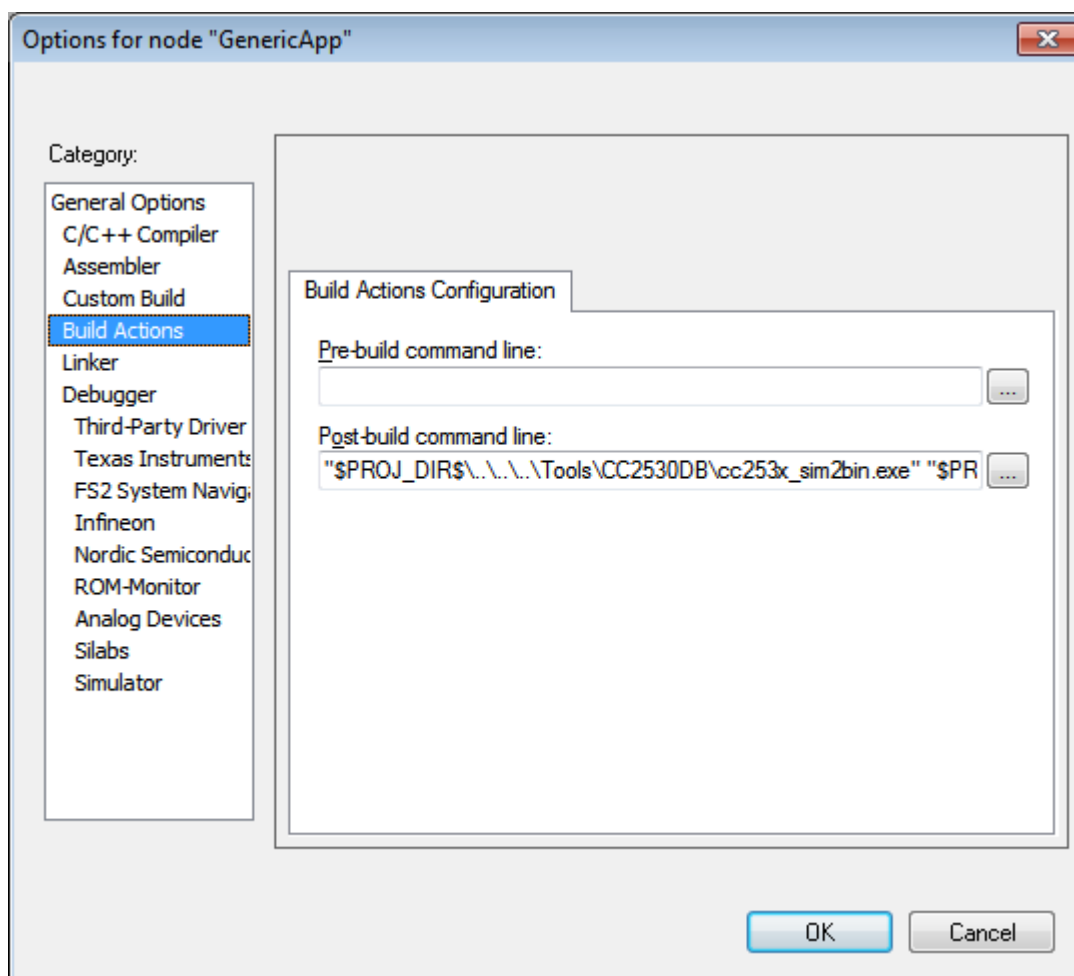 Options for node "GenericApp"
Category:
General Options
C/C++ Compiler
Assembler
Custom Build
Build Actions
Linker
Debugger
Third-Party Driver
Texas Instruments
FS2 System Naviga
Infineon
Nordic Semiconduc
ROM-Monitor
Analog Devices
Silabs
Simulator
Build Actions Configuration
Pre-build command line:
...
Post-build command line:
"$PROJ_DIR$\..\..\..\Tools\CC2530DB\cc253x_sim2bin.exe" "$PR
...
OK
Cancel